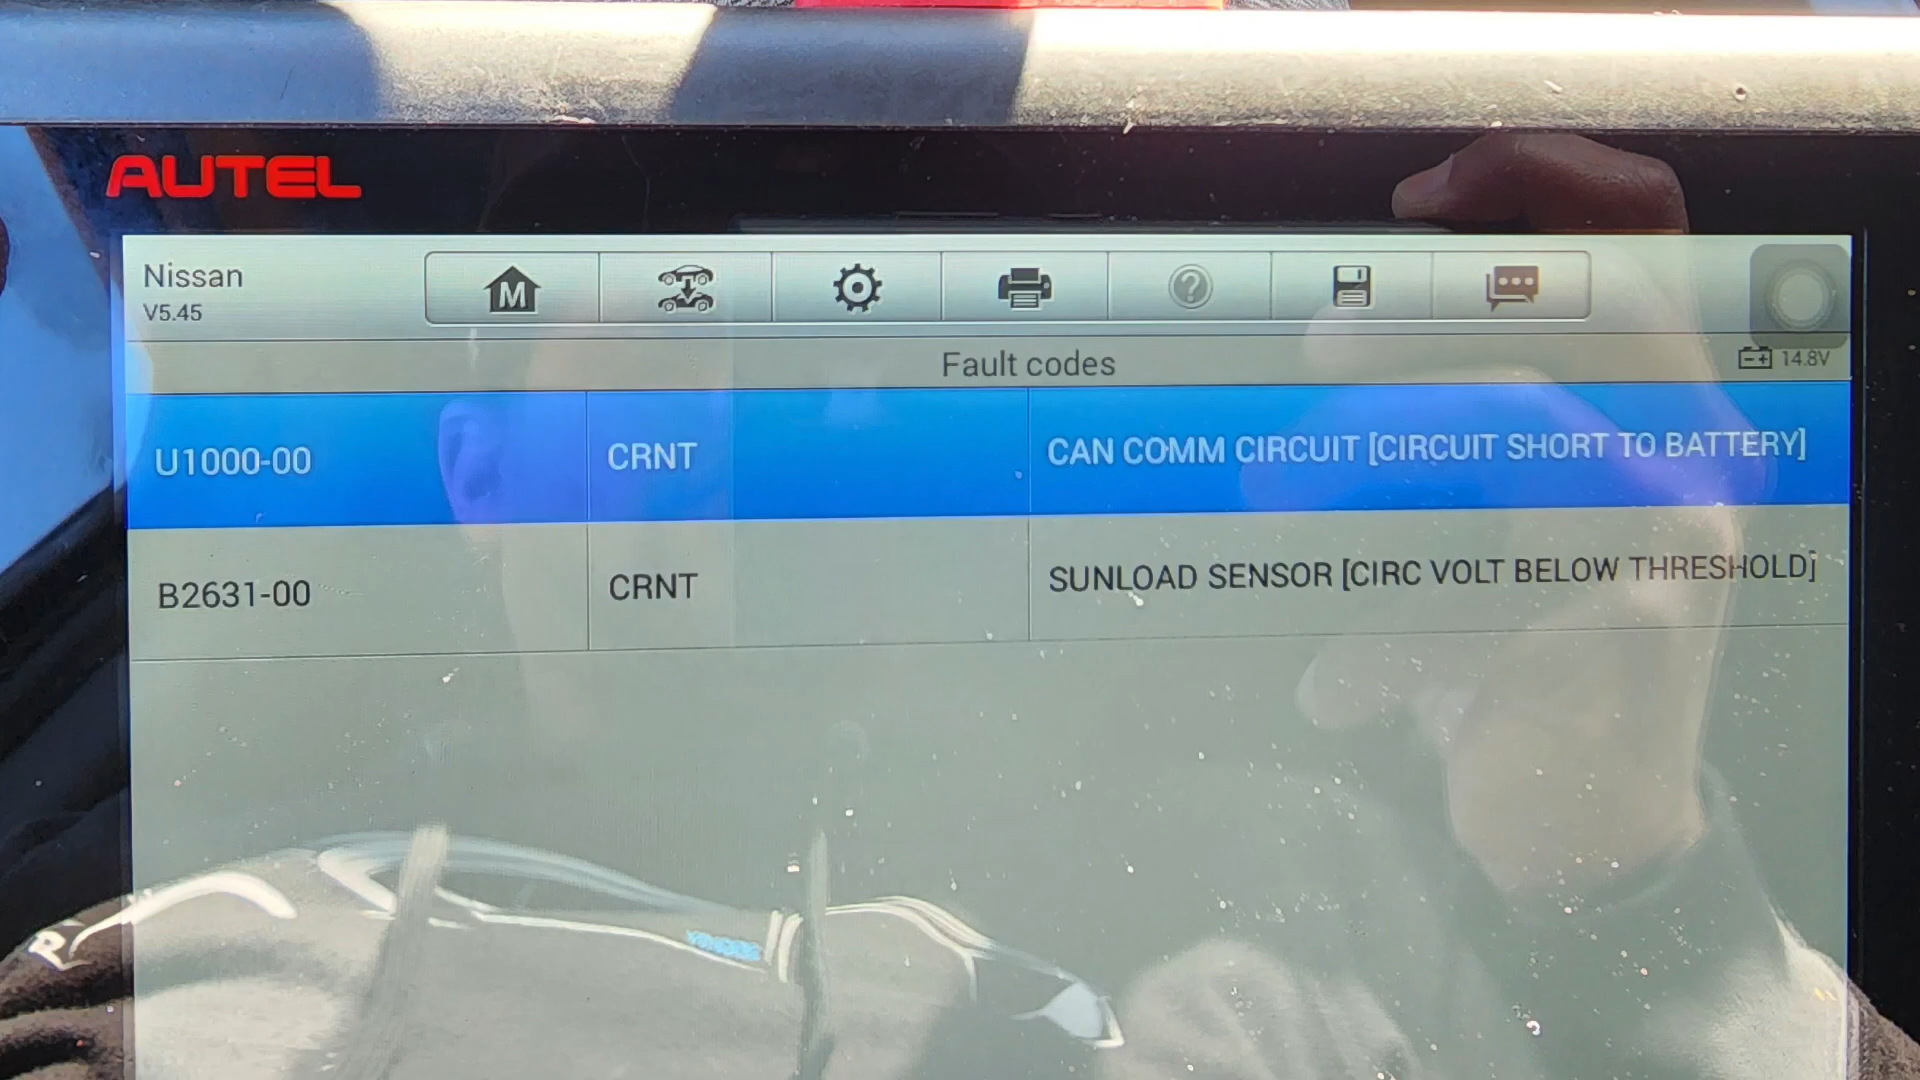 AUTEL
Nissan
V5.45
M
Fault codes
14.8V
U1000-00 CRNT CAN COMM CIRCUIT [CIRCUIT SHORT TO BATTERY]
B2631-00 CRNT SUNLOAD SENSOR [CIRC VOLT BELOW THRESHOLD]